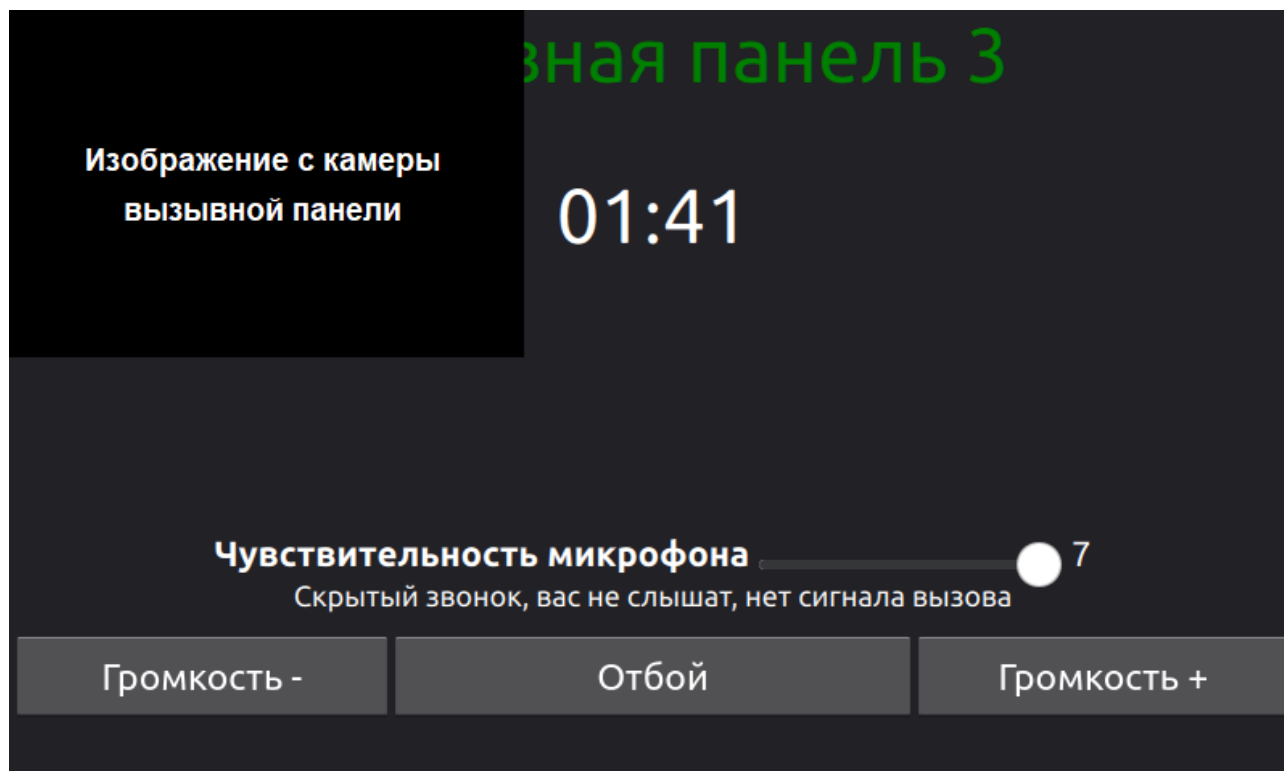 зная панель 3
Изображение с камеры
вызывной панели
01:41
Чувствительность микрофона 7
Скрытый звонок, вас не слышат, нет сигнала вызова
Громкость -
Отбой
Громкость +